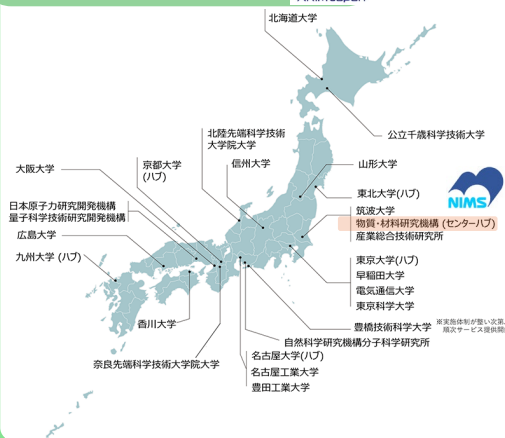 北海道大学
公立千歳科学技術大学
北陸先端科学技術
大学院大学
信州大学
山形大学
京都大学
(ハブ)
大阪大学
東北大学(ハブ)
NIMS
日本原子力研究開発機構
量子科学技術研究開発機構
筑波大学
物質・材料研究機構 (センターハブ)
産業総合技術研究所
広島大学
九州大学 (ハブ)
東京大学(ハブ)
早稲田大学
電気通信大学
東京科学大学
香川大学
豊橋技術科学大学
※実施体制が整い次第、
順次サービス提供開
自然科学研究機構分子科学研究所
奈良先端科学技術大学院大学
名古屋大学(ハブ)
名古屋工業大学
豊田工業大学